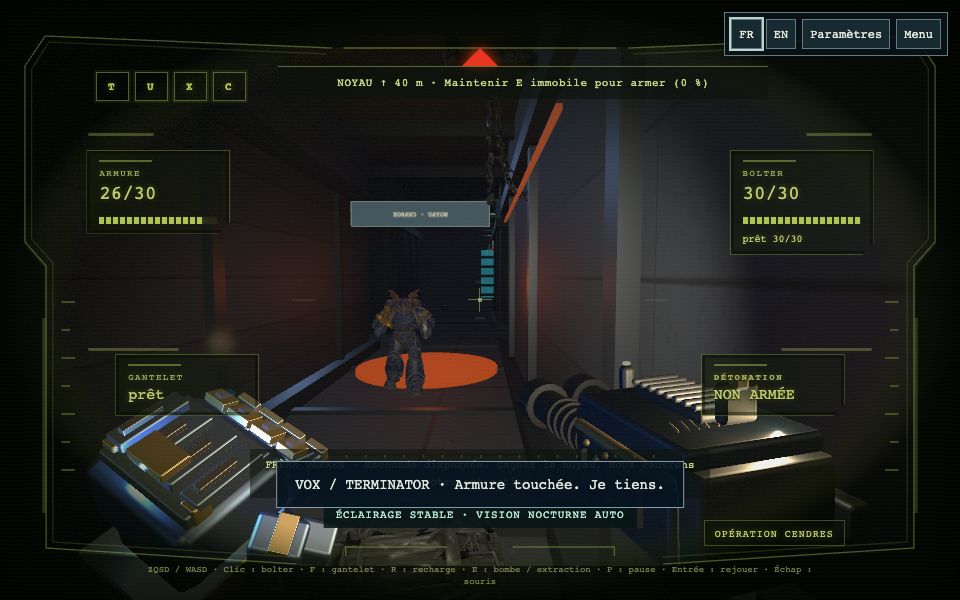 FR EN Paramètres Menu
T U X C
NOYAU ↑ 40 m · Maintenir E immobile pour armer (0 %)
ARMURE
26/30
BOLTER
30/30
prêt 30/30
NOYAU · CHARGE
GANTELET
prêt
DÉTONATION
NON ARMÉE
VOX / TERMINATOR · Armure touchée. Je tiens.
ÉCLAIRAGE STABLE · VISION NOCTURNE AUTO
OPÉRATION CENDRES
ZQSD / WASD · Clic : bolter · F : gantelet · R : recharge · E : bombe / extraction · P : pause · Entrée : rejouer · Échap :
souris